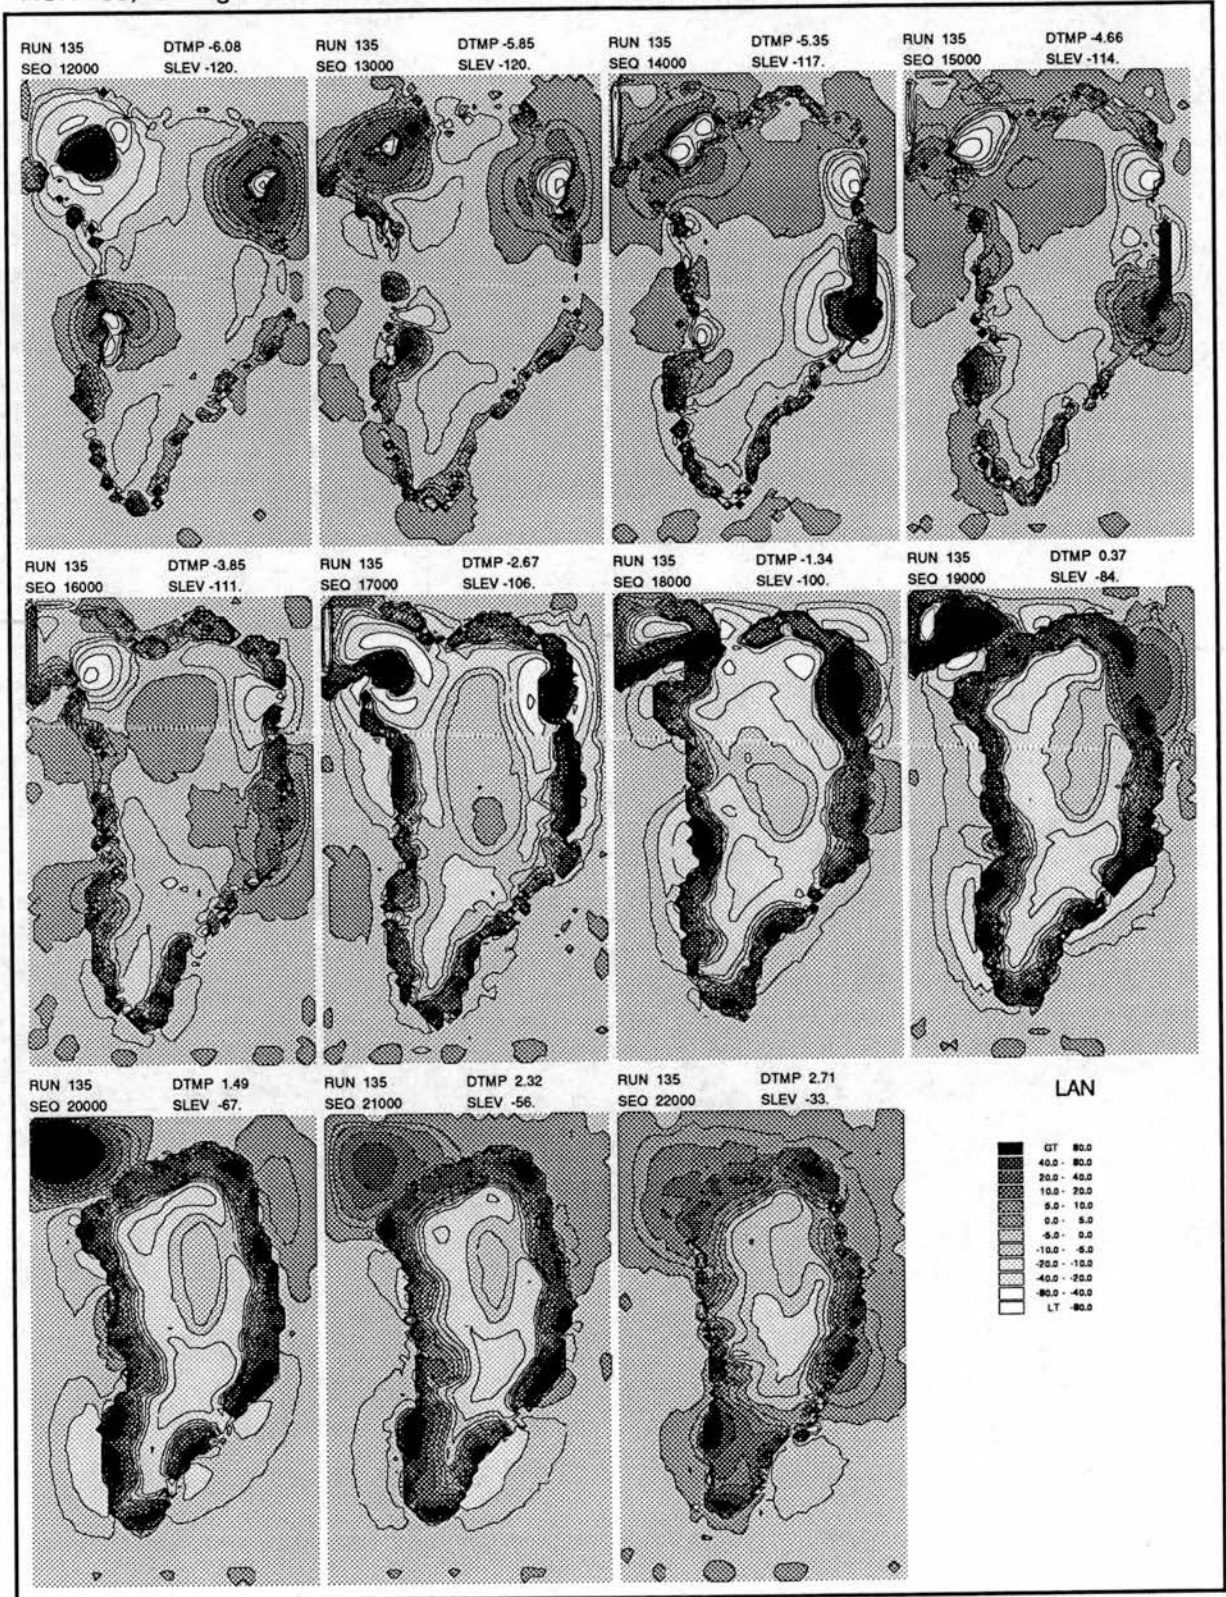 RUN 135 DTMP -6.08 RUN 135 DTMP -5.85 RUN 135 DTMP -5.35 RUN 135 DTMP -4.66
SEQ 12000 SLEV -120. SEQ 13000 SLEV -120. SEQ 14000 SLEV -117. SEQ 15000 SLEV -114.
RUN 135 DTMP -3.85 RUN 135 DTMP -2.67 RUN 135 DTMP -1.34 RUN 135 DTMP 0.37
SEQ 16000 SLEV -111. SEQ 17000 SLEV -106. SEQ 18000 SLEV -100. SEQ 19000 SLEV -84.
RUN 135 DTMP 1.49 RUN 135 DTMP 2.32 RUN 135 DTMP 2.71
SEQ 20000 SLEV -67. SEQ 21000 SLEV -56. SEQ 22000 SLEV -33.
LAN
GT 80.0
40.0 - 80.0
20.0 - 40.0
10.0 - 20.0
5.0 - 10.0
0.0 - 5.0
-5.0 - 0.0
-10.0 - -5.0
-20.0 - -10.0
-40.0 - -20.0
-80.0 - -40.0
LT -80.0